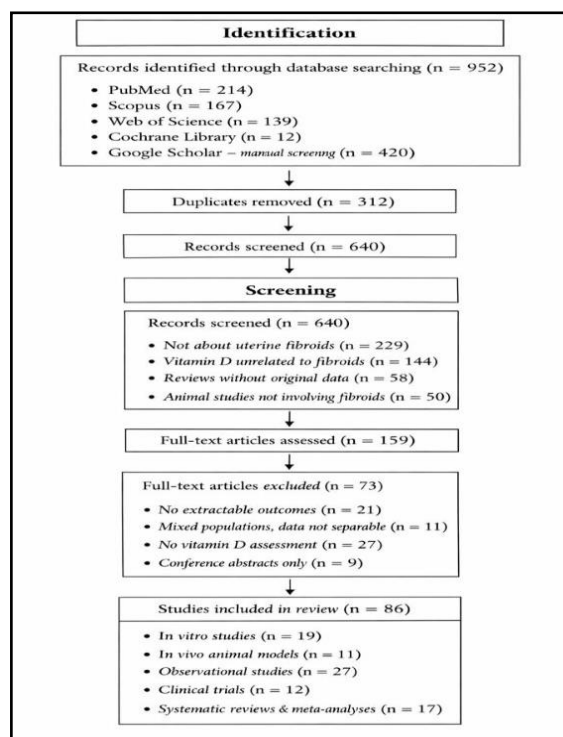 Identification
Records identified through database searching (n = 952)
• PubMed (n = 214)
• Scopus (n = 167)
• Web of Science (n = 139)
• Cochrane Library (n = 12)
• Google Scholar – manual screenng (n = 420)
Duplicates removed (n = 312)
Records screened (n = 640)
Screening
Records screened (n = 640)
• Not about uterine fibroids (n = 229)
• Vitamin D unrelated to fibroids (n = 144)
• Reviews without original data (n = 58)
• Animal studies not involving fibroids (n = 50)
Full-text articles assessed (n = 159)
Full-text articles excluded (n = 73)
• No extractable outcomes (n = 21)
• Mixed populations, data not separable (n = 11)
• No vitamin D assessment (n = 27)
• Conference abstracts only (n = 9)
Studies included in review (n = 86)
• In vitro studies (n = 19)
• In vivo animal models (n = 11)
• Observational studies (n = 27)
• Clinical trials (n = 12)
• Systematic reviews & meta-analyses (n = 17)